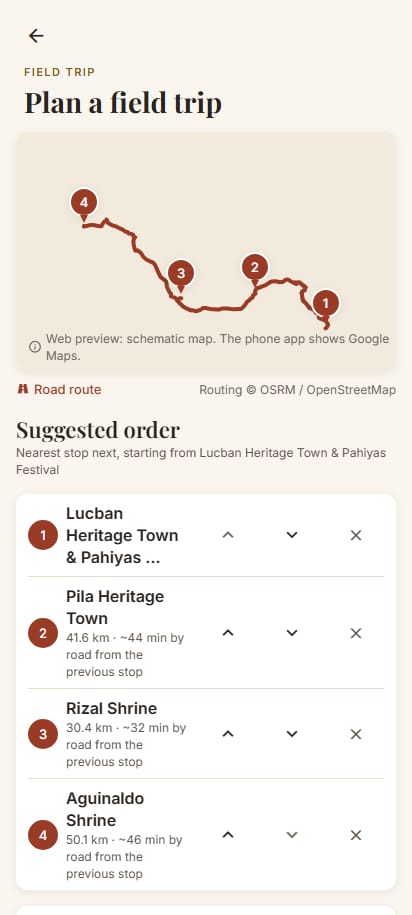 FIELD TRIP
Plan a field trip
4
3
2
1
Web preview: schematic map. The phone app shows Google
Maps.
Road route
Routing © OSRM / OpenStreetMap
Suggested order
Nearest stop next, starting from Lucban Heritage Town & Pahiyas
Festival
1
Lucban
Heritage Town
& Pahiyas ...
2
Pila Heritage
Town
41.6 km · ~44 min by
road from the
previous stop
3
Rizal Shrine
30.4 km · ~32 min by
road from the
previous stop
4
Aguinaldo
Shrine
50.1 km · ~46 min by
road from the
previous stop